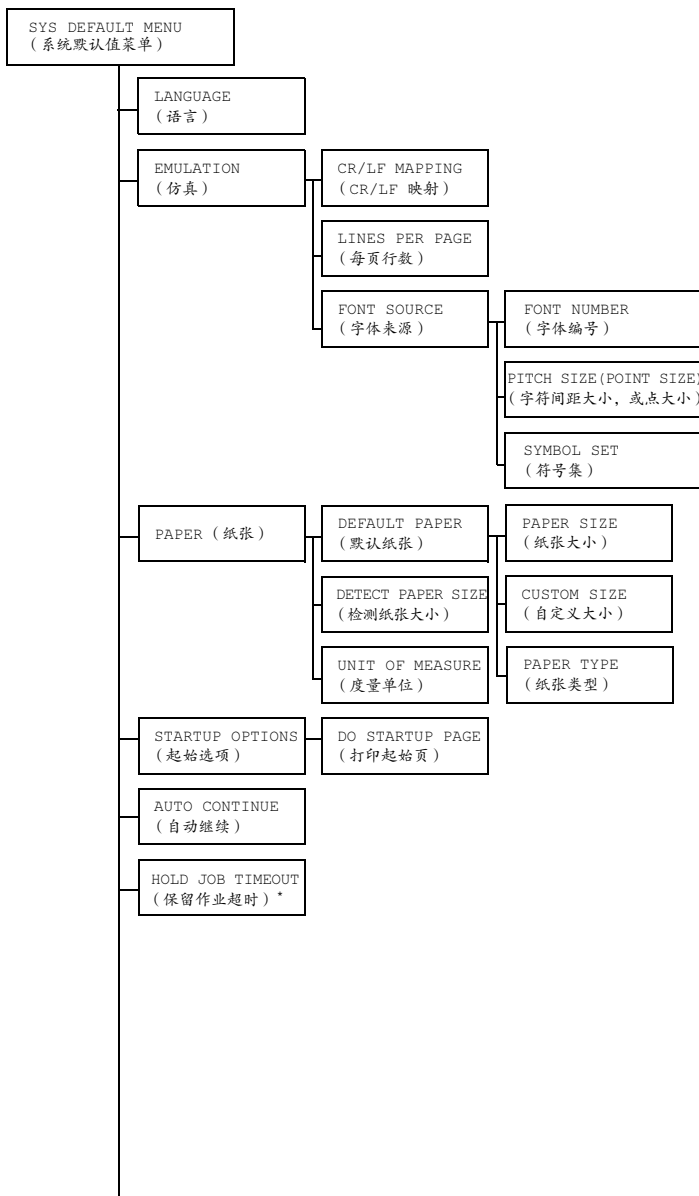 SYS DEFAULT MENU
(系统默认值菜单)
LANGUAGE
(语言)
EMULATION
(仿真)
CR/LF MAPPING
(CR/LF 映射)
LINES PER PAGE
(每页行数)
FONT SOURCE
(字体来源)
FONT NUMBER
(字体编号)
PITCH SIZE(POINT SIZE)
(字符间距大小, 或点大小)
SYMBOL SET
(符号集)
PAPER (纸张)
DEFAULT PAPER
(默认纸张)
PAPER SIZE
(纸张大小)
DETECT PAPER SIZE
(检测纸张大小)
CUSTOM SIZE
(自定义大小)
UNIT OF MEASURE
(度量单位)
PAPER TYPE
(纸张类型)
STARTUP OPTIONS
(起始选项)
DO STARTUP PAGE
(打印起始页)
AUTO CONTINUE
(自动继续)
HOLD JOB TIMEOUT
(保留作业超时) *